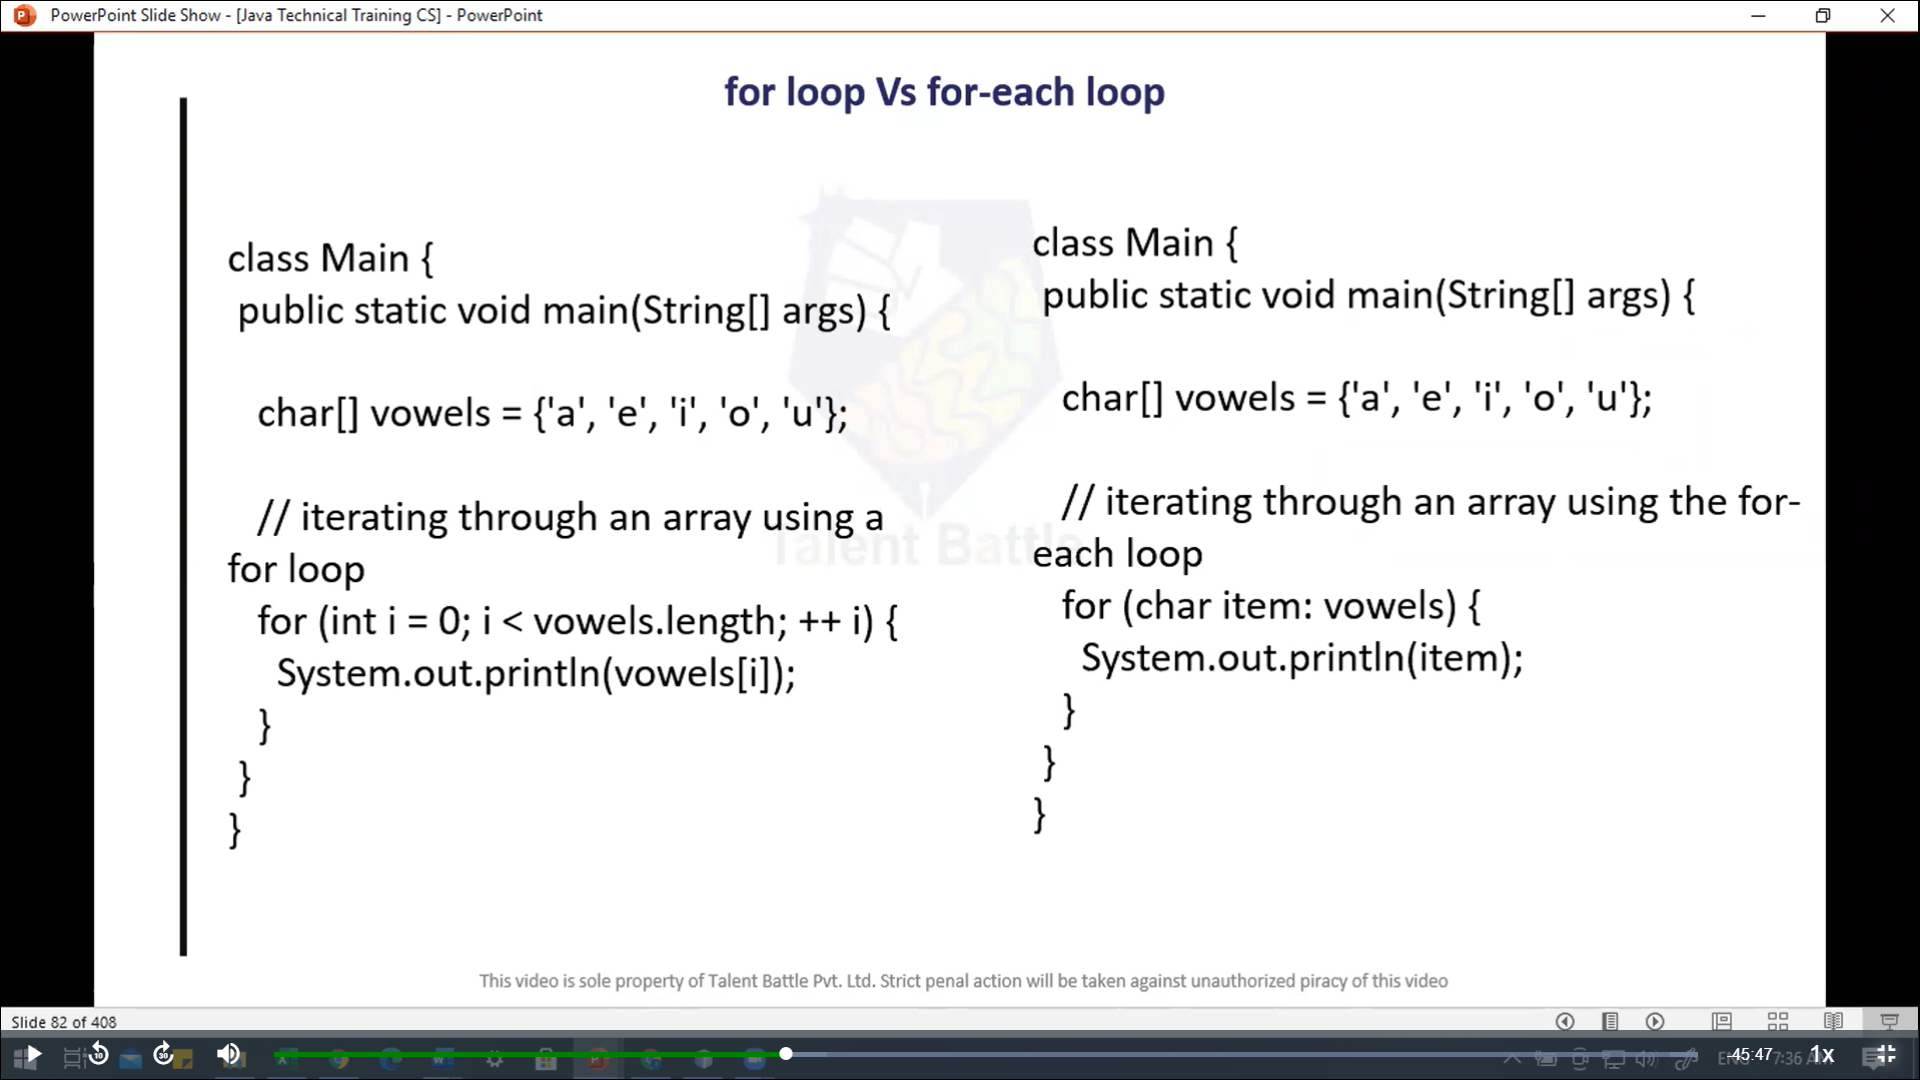 PowerPoint Slide Show - [Java Technical Training CS] - PowerPoint
for loop Vs for-each loop
class Main {
public static void main(String[] args) {
char[] vowels = {'a', 'e', 'i', 'o', 'u'};
// iterating through an array using a
for loop
for (int i = 0; i < vowels.length; ++ i) {
System.out.println(vowels[i]);
}
}
}
class Main {
public static void main(String[] args) {
char[] vowels = {'a', 'e', 'i', 'o', 'u'};
// iterating through an array using the for-
each loop
for (char item: vowels) {
System.out.println(item);
}
}
}
Talent Battle
This video is sole property of Talent Battle Pvt. Ltd. Strict penal action will be taken against unauthorized piracy of this video
Slide 82 of 408
10
30
-45:47
1x